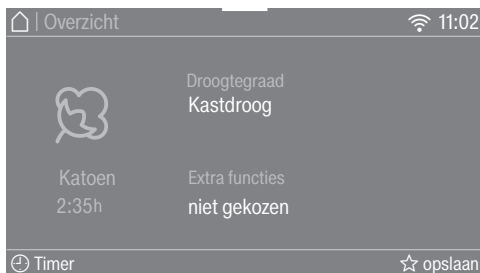 | Overzicht 11:02
Droogtegraad
Kastdroog
Katoen
2:35h
Extra functies
niet gekozen
Timer opslaan